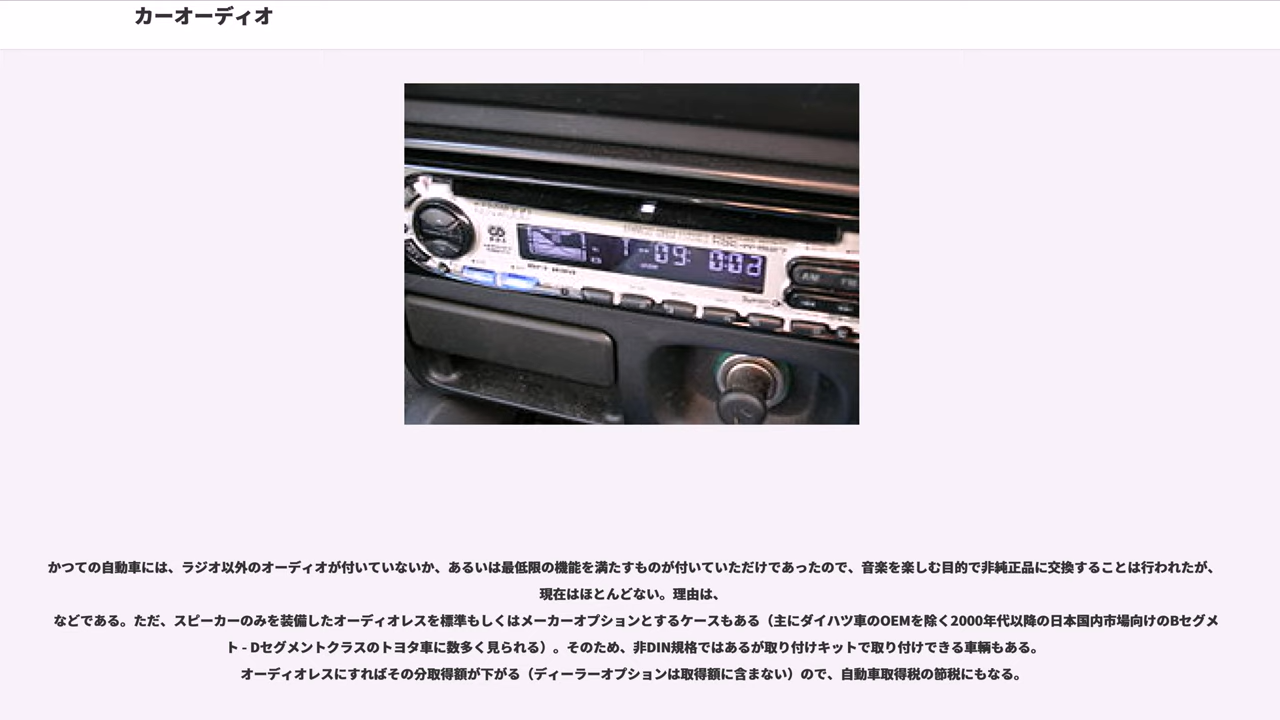 カーオーディオ
09: 0:02
かつての自動車には、ラジオ以外のオーディオが付いていないか、あるいは最低限の機能を満たすものが付いていただけであったので、音楽を楽しむ目的で非純正品に交換することは行われたが、
現在はほとんどない。理由は、
などである。ただ、スピーカーのみを装備したオーディオレスを標準もしくはメーカーオプションとするケースもある（主にダイハツ車のOEMを除く2000年代以降の日本国内市場向けのBセグメ
ント - Dセグメントクラスのトヨタ車に数多く見られる）。そのため、非DIN規格ではあるが取り付けキットで取り付けできる車輌もある。
オーディオレスにすればその分取得額が下がる（ディーラーオプションは取得額に含まない）ので、自動車取得税の節税にもなる。